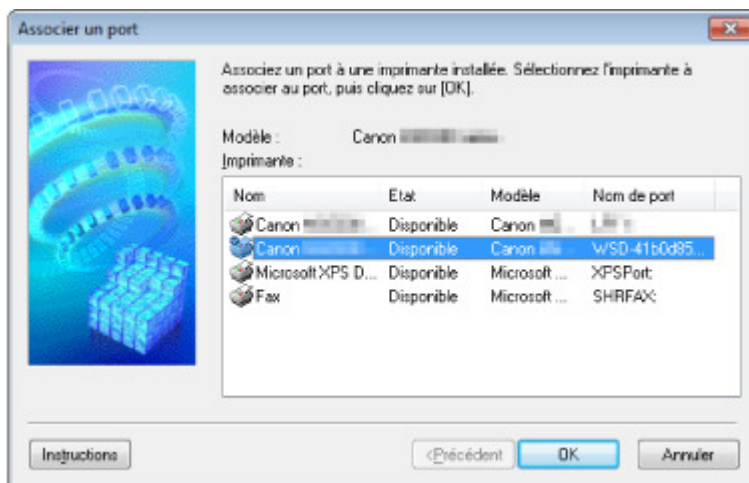 Associer un port
Associez un port à une imprimante installée. Sélectionnez l'imprimante à
associer au port, puis cliquez sur [OK].
Modèle : Canon
Imprimante :
Nom Etat Modèle Nom de port
Canon Disponible Canon
Canon Disponible Canon WSD-41b0d85...
Microsoft XPS D... Disponible Microsoft ... XPSPort:
Fax Disponible Microsoft ... SHRFAX:
Instructions <Précédent OK Annuler